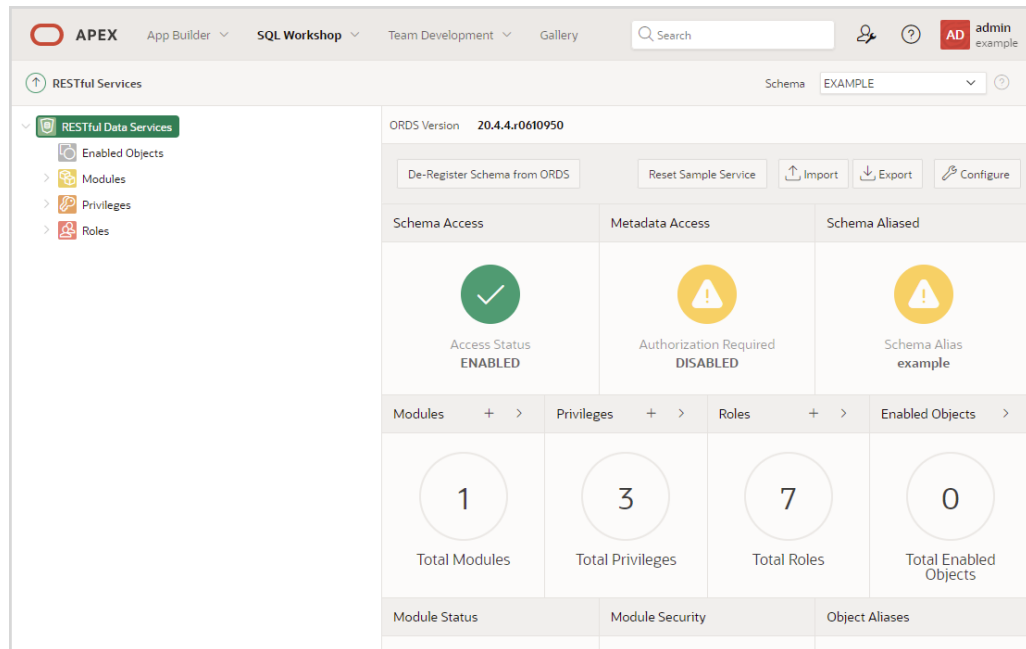 APEX App Builder SQL Workshop Team Development Gallery Search AD admin
example
RESTful Services Schema EXAMPLE
RESTful Data Services
Enabled Objects
Modules
Privileges
Roles
ORDS Version 20.4.4.r0610950
De-Register Schema from ORDS Reset Sample Service Import Export Configure
Schema Access Metadata Access Schema Aliased
Access Status Authorization Required Schema Alias
ENABLED DISABLED example
Modules Privileges Roles Enabled Objects
1 3 7 0
Total Modules Total Privileges Total Roles Total Enabled
Objects
Module Status Module Security Object Aliases